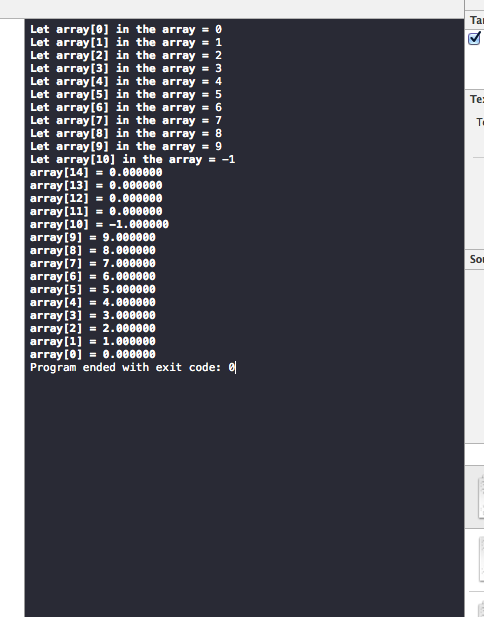 Let array[0] in the array = 0
Let array[1] in the array = 1
Let array[2] in the array = 2
Let array[3] in the array = 3
Let array[4] in the array = 4
Let array[5] in the array = 5
Let array[6] in the array = 6
Let array[7] in the array = 7
Let array[8] in the array = 8
Let array[9] in the array = 9
Let array[10] in the array = -1
array[14] = 0.000000
array[13] = 0.000000
array[12] = 0.000000
array[11] = 0.000000
array[10] = -1.000000
array[9] = 9.000000
array[8] = 8.000000
array[7] = 7.000000
array[6] = 6.000000
array[5] = 5.000000
array[4] = 4.000000
array[3] = 3.000000
array[2] = 2.000000
array[1] = 1.000000
array[0] = 0.000000
Program ended with exit code: 0